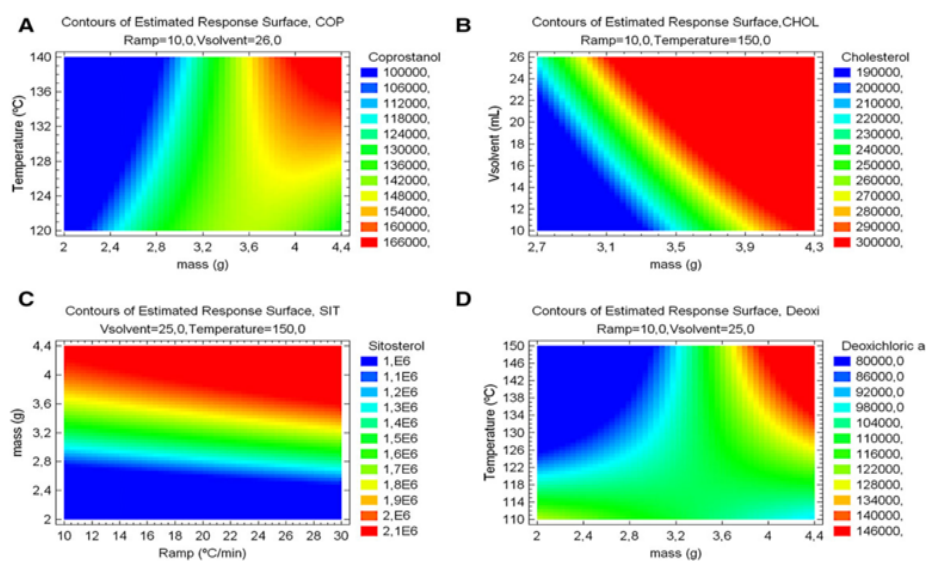 A
Contours of Estimated Response Surface, COP
Ramp=10,0,Vsolvent=26,0
Temperature (ºC)
140
136
132
128
124
120
2
2,4
2,8
3,2
3,6
4
4,4
mass (g)
Coprostanol
100000,
106000,
112000,
118000,
124000,
130000,
136000,
142000,
148000,
154000,
160000,
166000,
B
Contours of Estimated Response Surface,CHOL
Ramp=10,0,Temperature=150,0
Vsolvent (mL)
26
24
22
20
18
16
14
12
10
2,7
3,1
3,5
3,9
4,3
mass (g)
Cholesterol
190000,
200000,
210000,
220000,
230000,
240000,
250000,
260000,
270000,
280000,
290000,
300000,
C
Contours of Estimated Response Surface, SIT
Vsolvent=25,0,Temperature=150,0
mass (g)
4,4
4
3,6
3,2
2,8
2,4
2
10 12 14 16 18 20 22 24 26 28 30
Ramp (ºC/min)
Sitosterol
1,E6
1,1E6
1,2E6
1,3E6
1,4E6
1,5E6
1,6E6
1,7E6
1,8E6
1,9E6
2,E6
2,1E6
D
Contours of Estimated Response Surface, Deoxi
Ramp=10,0,Vsolvent=25,0
Temperature (ºC)
150
146
142
138
134
130
126
122
118
114
110
2
2,4
2,8
3,2
3,6
4
4,4
mass (g)
Deoxichloric a
80000,0
86000,0
92000,0
98000,0
104000,
110000,
116000,
122000,
128000,
134000,
140000,
146000,